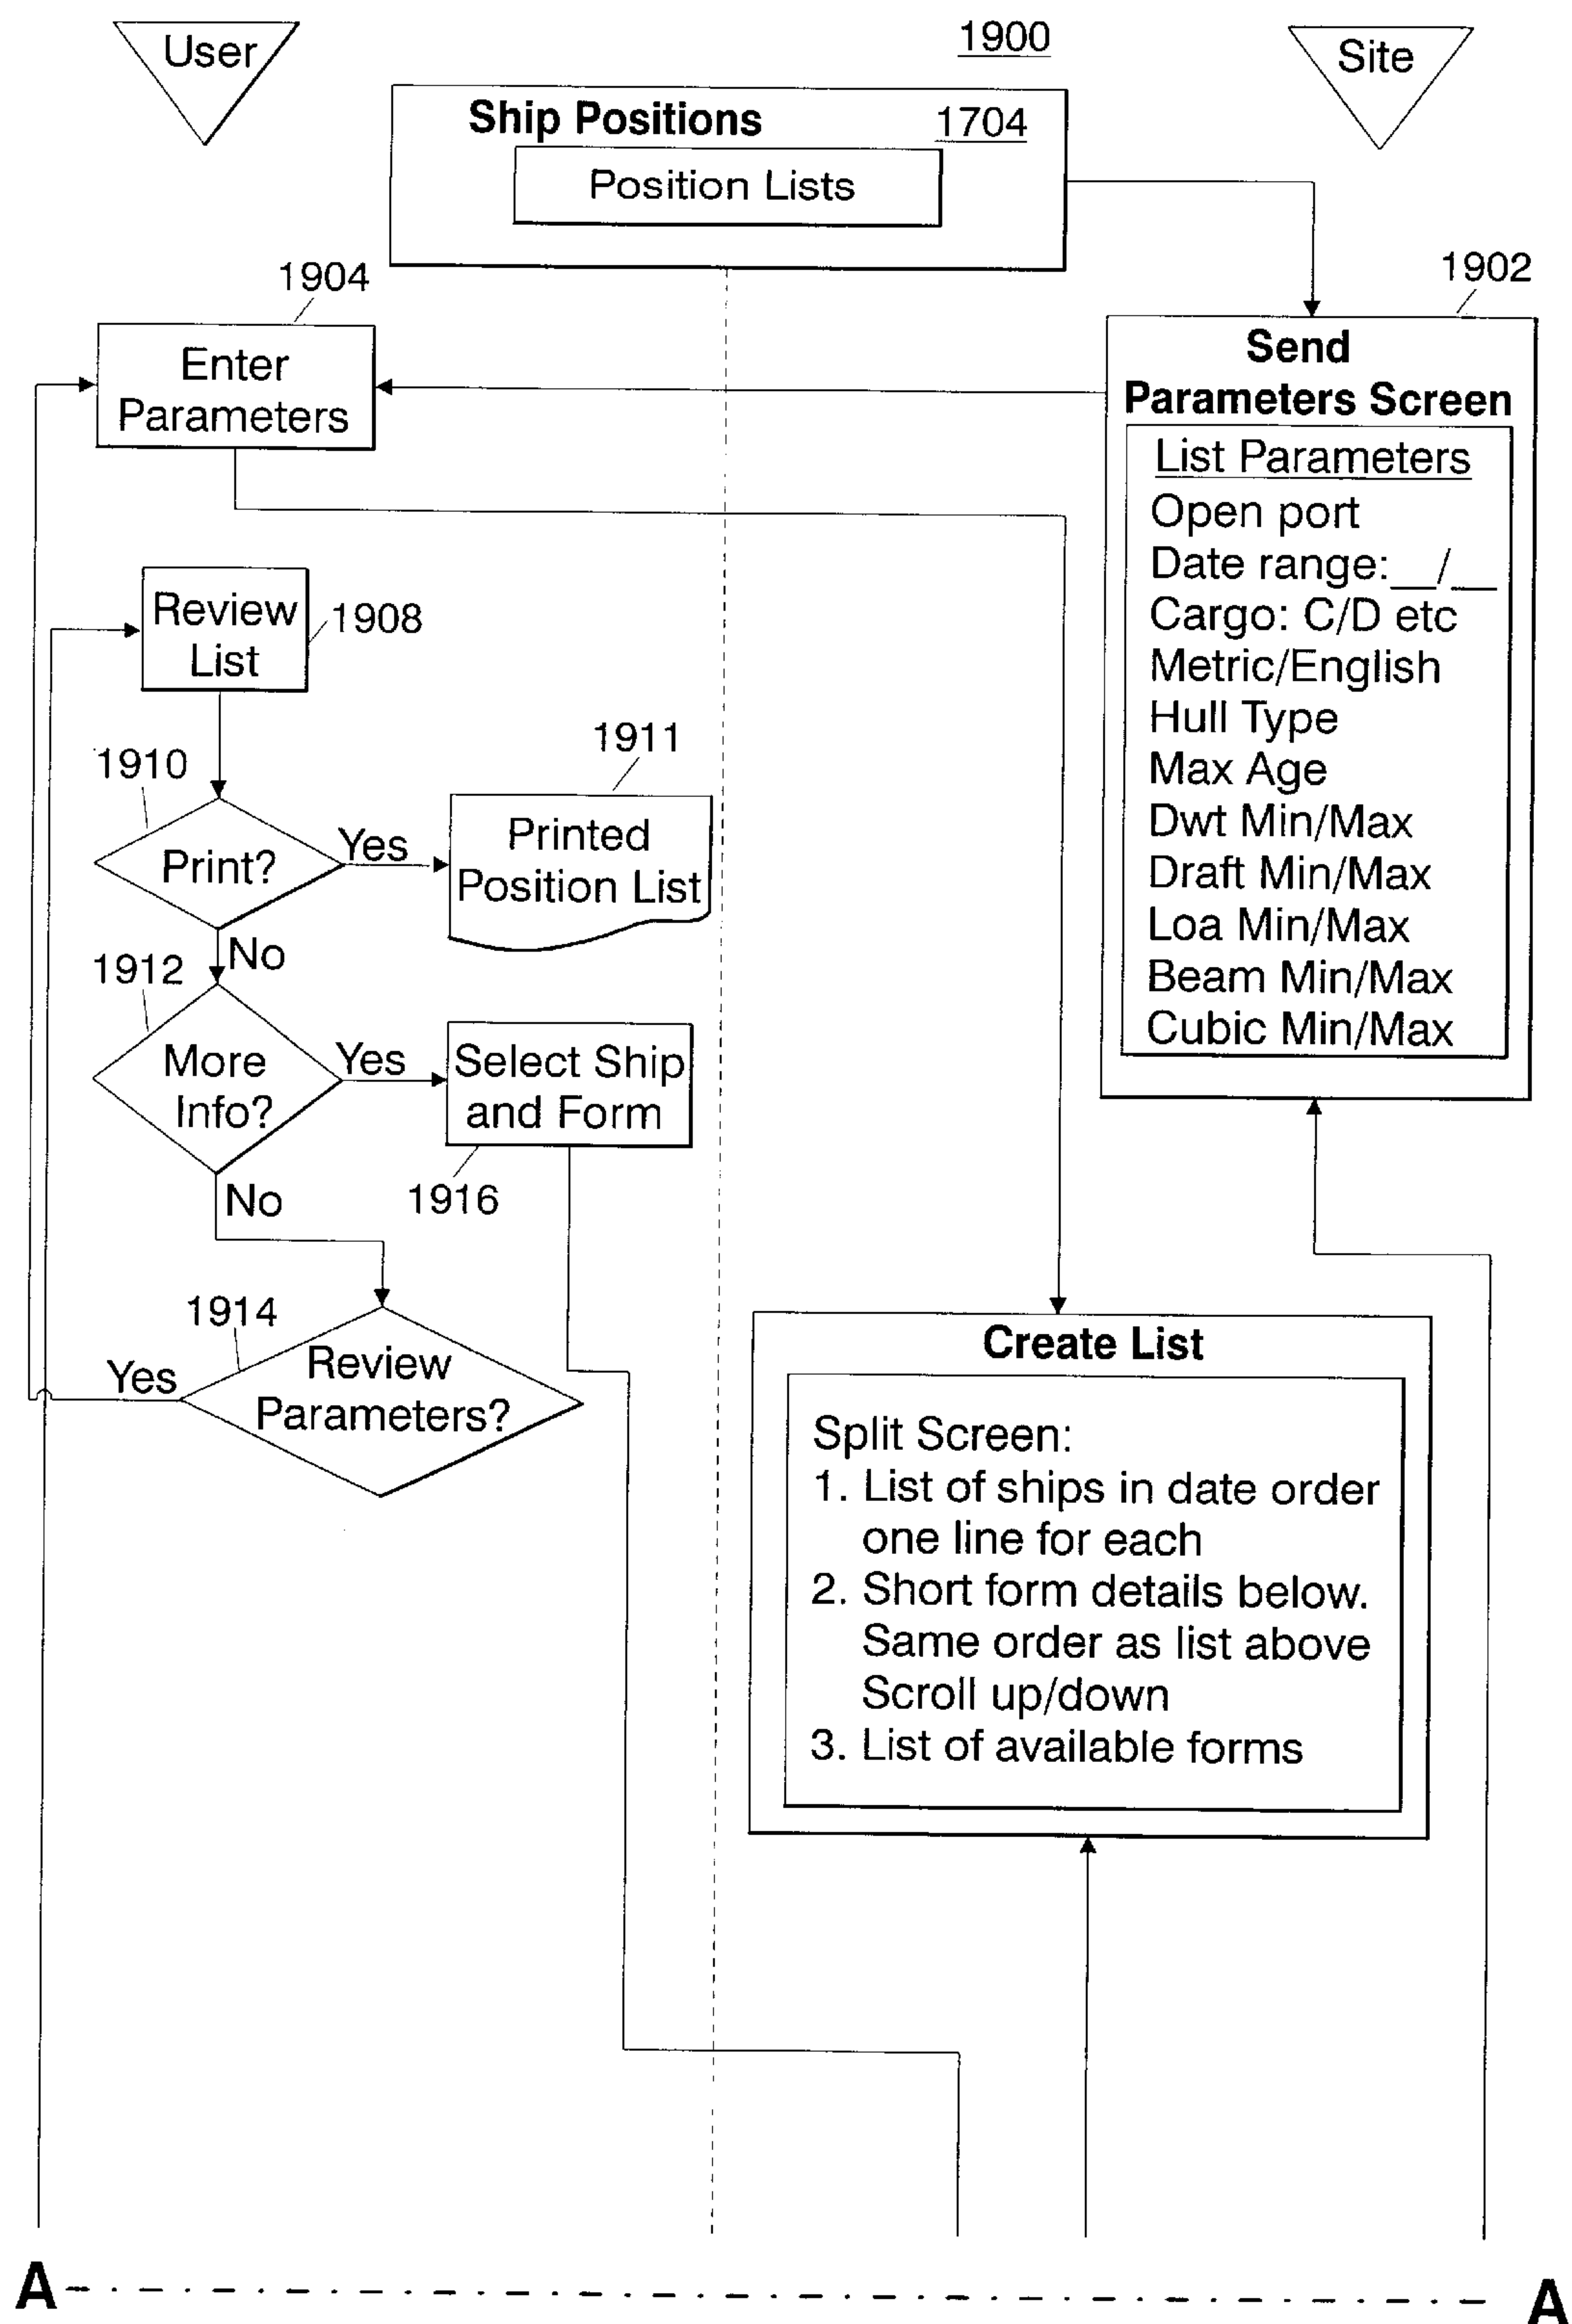 User
1900
Site
Ship Positions
1704
Position Lists
1904
1902
Enter
Parameters
Send
Parameters Screen
List Parameters
Open port
Date range:__/__
Cargo: C/D etc
Metric/English
Hull Type
Max Age
Dwt Min/Max
Draft Min/Max
Loa Min/Max
Beam Min/Max
Cubic Min/Max
Review
List
1908
1910
Print?
Yes
1911
Printed
Position List
No
1912
More
Info?
Yes
Select Ship
and Form
1916
No
1914
Review
Parameters?
Yes
Create List
Split Screen:
1. List of ships in date order
one line for each
2. Short form details below.
Same order as list above
Scroll up/down
3. List of available forms
A
A